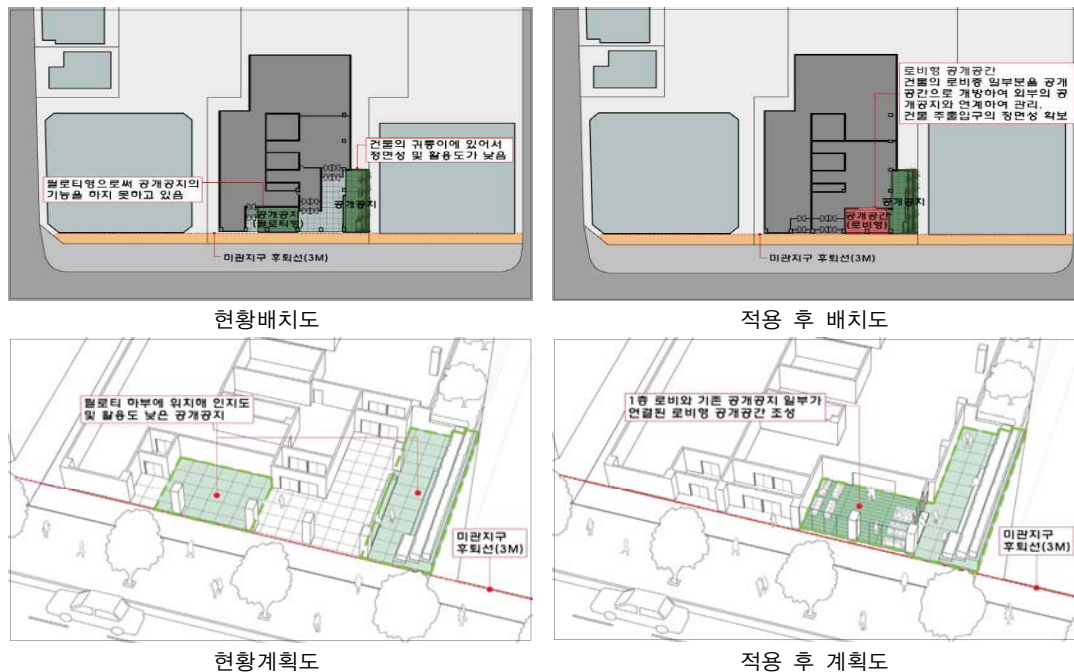 건물의 귀퉁이에 있어서
정면성 및 활용도가 낮음
필로티형으로써 공개공지의
기능을 하지 못하고 있음
공개공지
(필로티형)
공개공지
미관지구 후퇴선(3M)
현황배치도
로비형 공개공간
건물의 로비중 일부분을 공개
공간으로 개방하여 외부의 공
개공지와 연계하여 관리.
건물 주출입구의 정면성 확보
공개공지
공개공간
(로비형)
미관지구 후퇴선(3M)
적용 후 배치도
필로티 하부에 위치해 인지도
및 활용도 낮은 공개공지
미관지구
후퇴선(3M)
현황계획도
1층 로비와 기존 공개공지 일부가
연결된 로비형 공개공간 조성
미관지구
후퇴선(3M)
적용 후 계획도